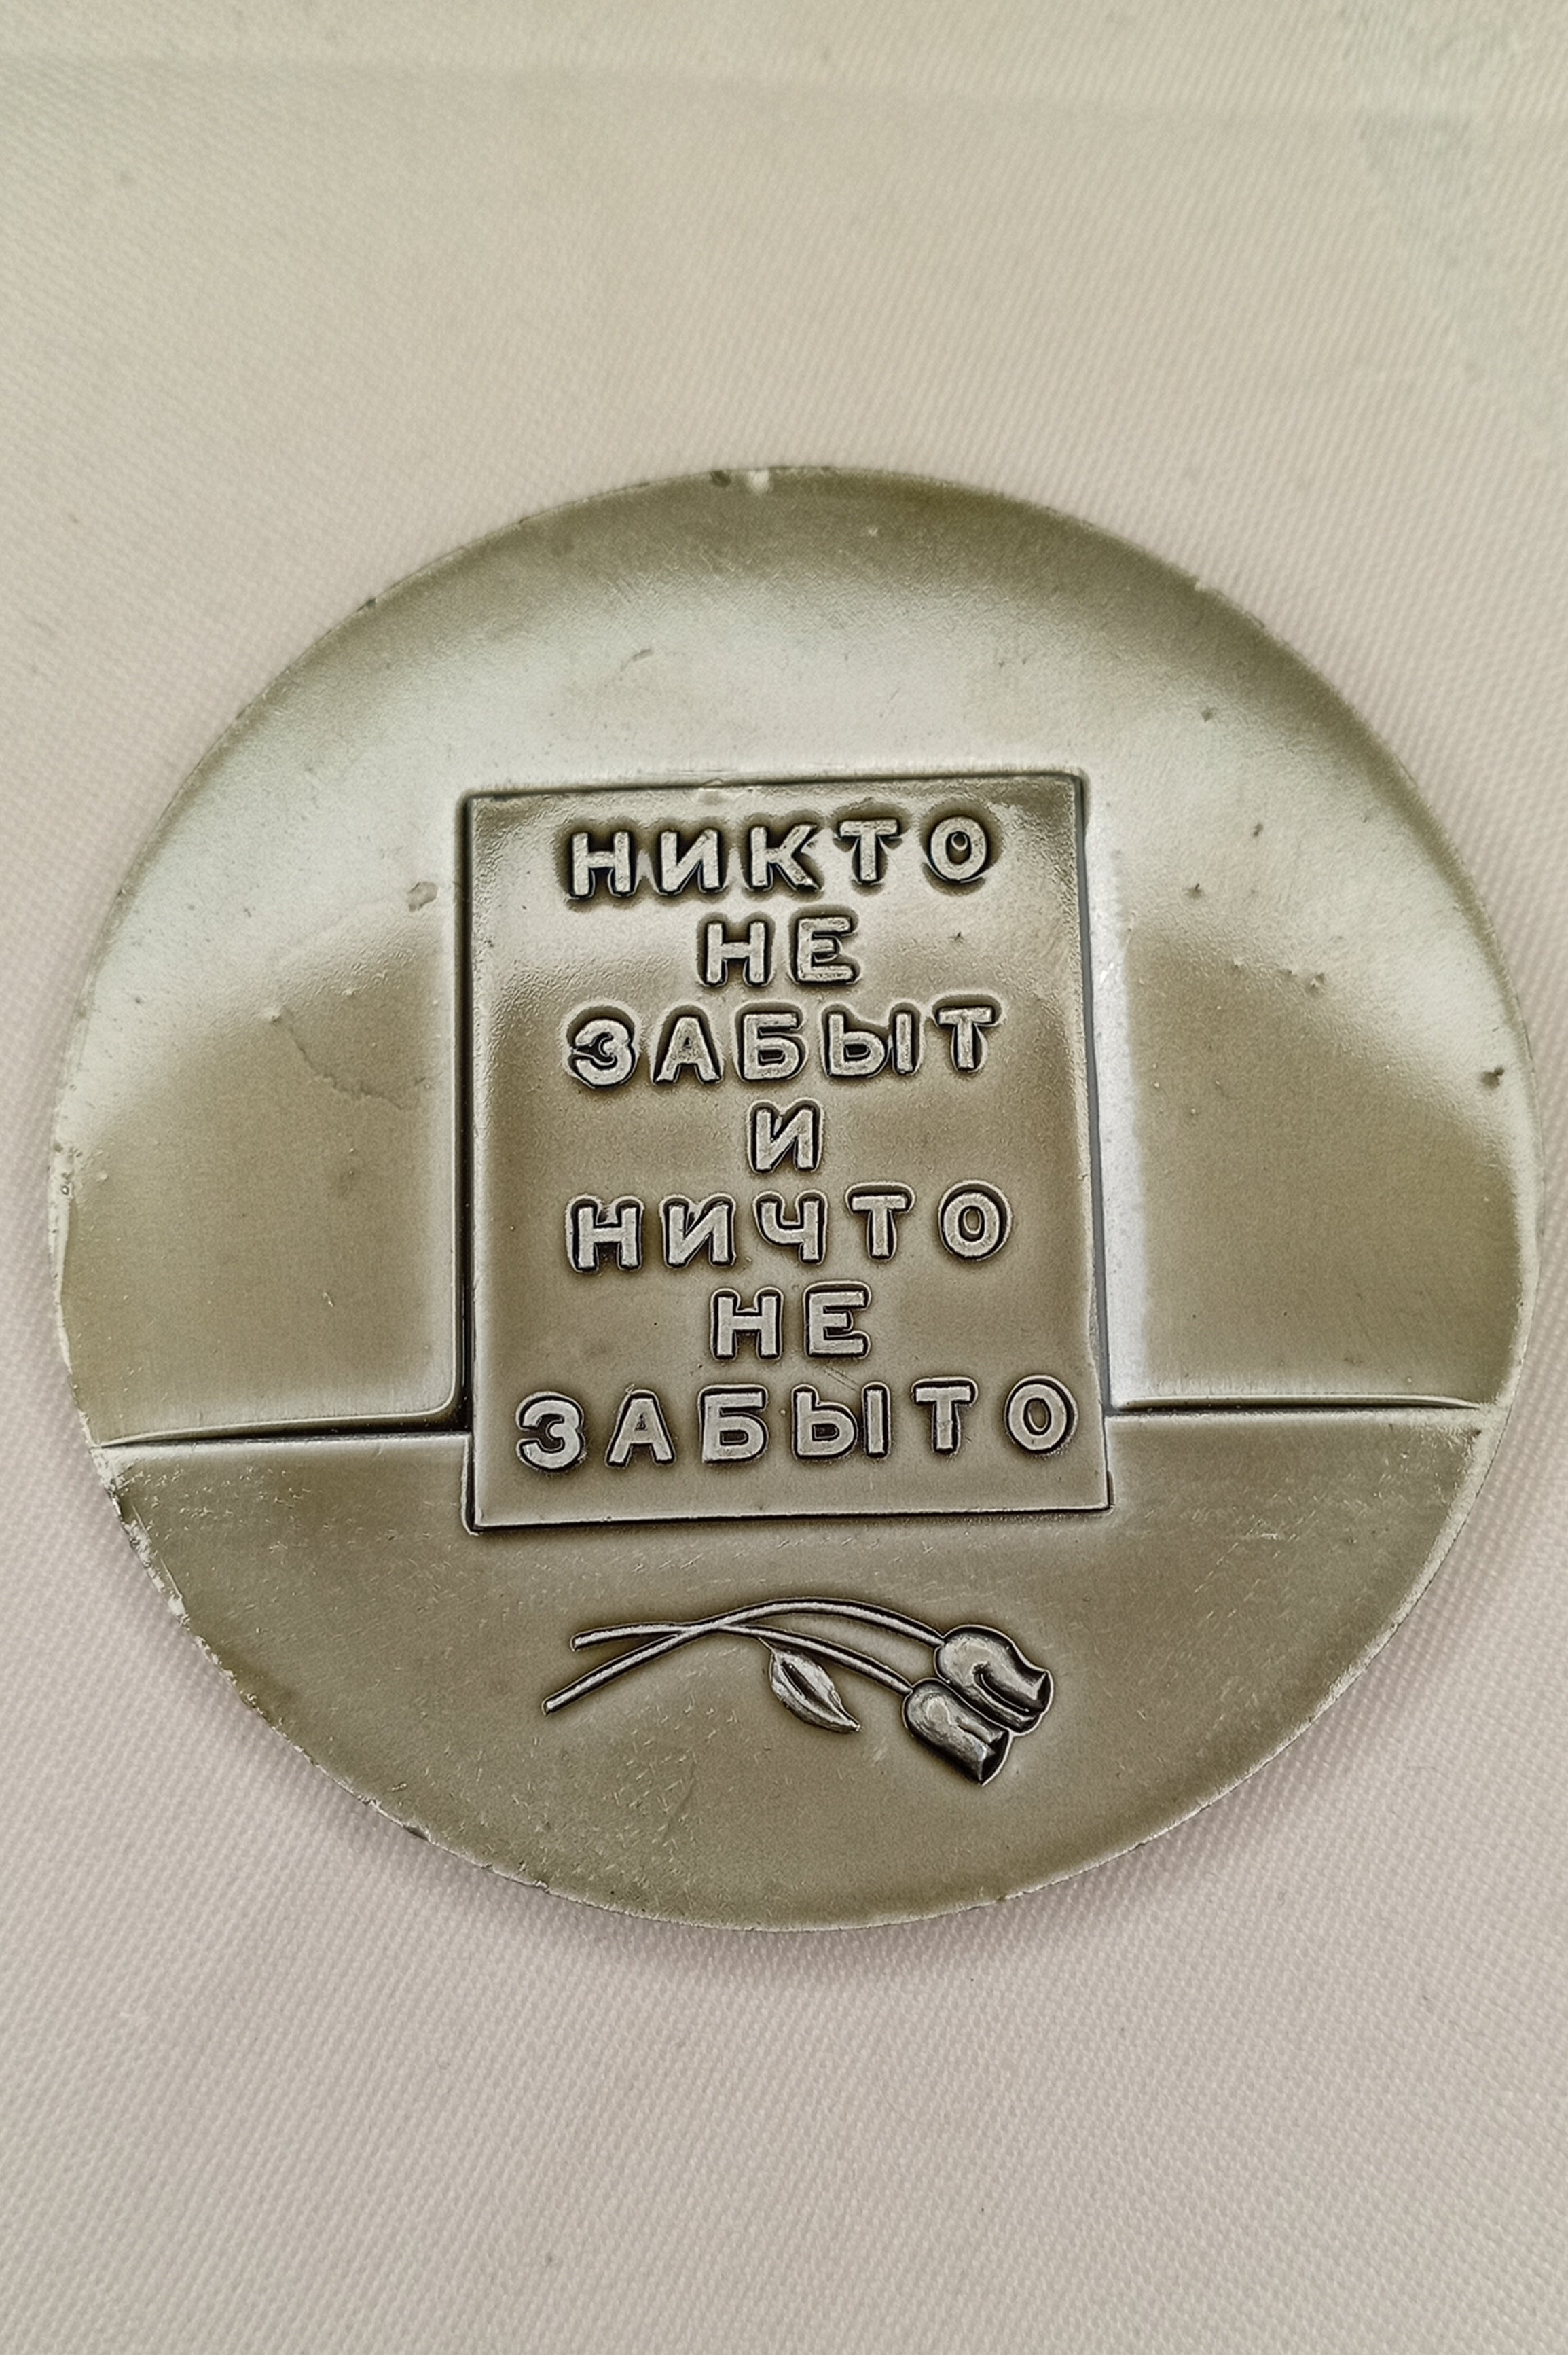 НИКТО
НЕ
ЗАБЫТ
И
НИЧТО
НЕ
ЗАБЫТО